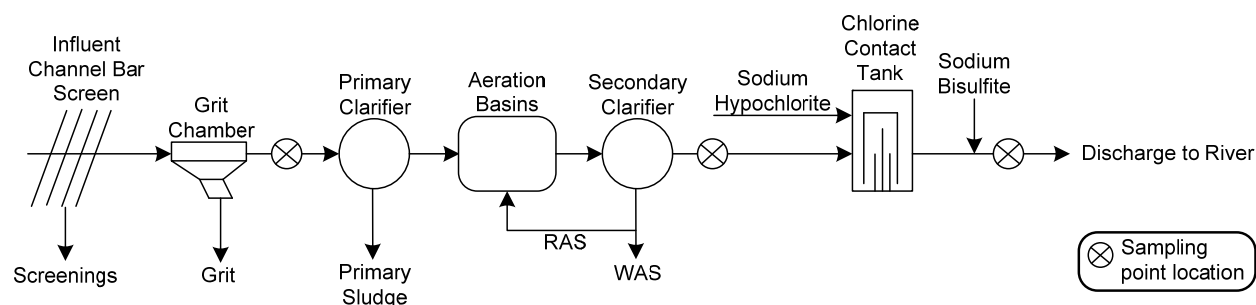 Influent
Channel Bar
Screen
Grit
Chamber
Primary
Clarifier
Aeration
Basins
Secondary
Clarifier
Sodium
Hypochlorite
Chlorine
Contact
Tank
Sodium
Bisulfite
Discharge to River
Screenings
Grit
Primary
Sludge
RAS
WAS
Sampling
point location